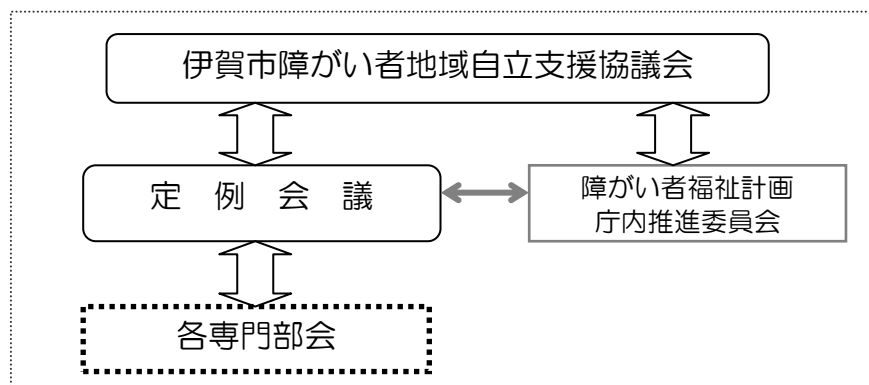 伊賀市障がい者地域自立支援協議会
定例会議
障がい者福祉計画
庁内推進委員会
各専門部会